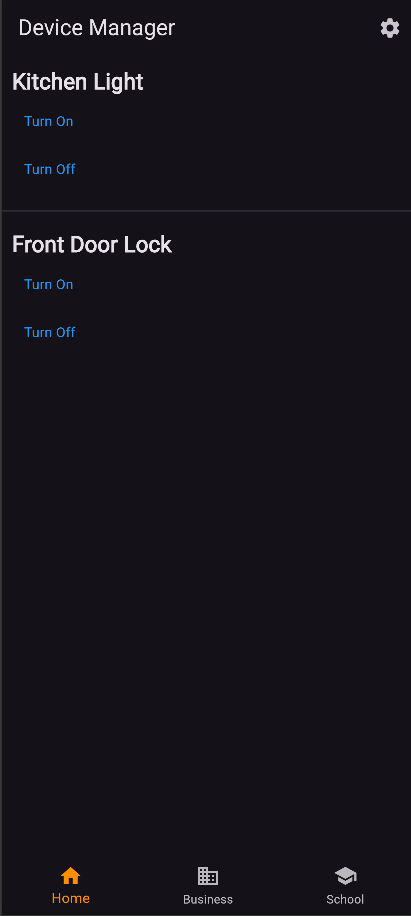 Device Manager
Kitchen Light
Turn On
Turn Off
Front Door Lock
Turn On
Turn Off
Home
Business
School